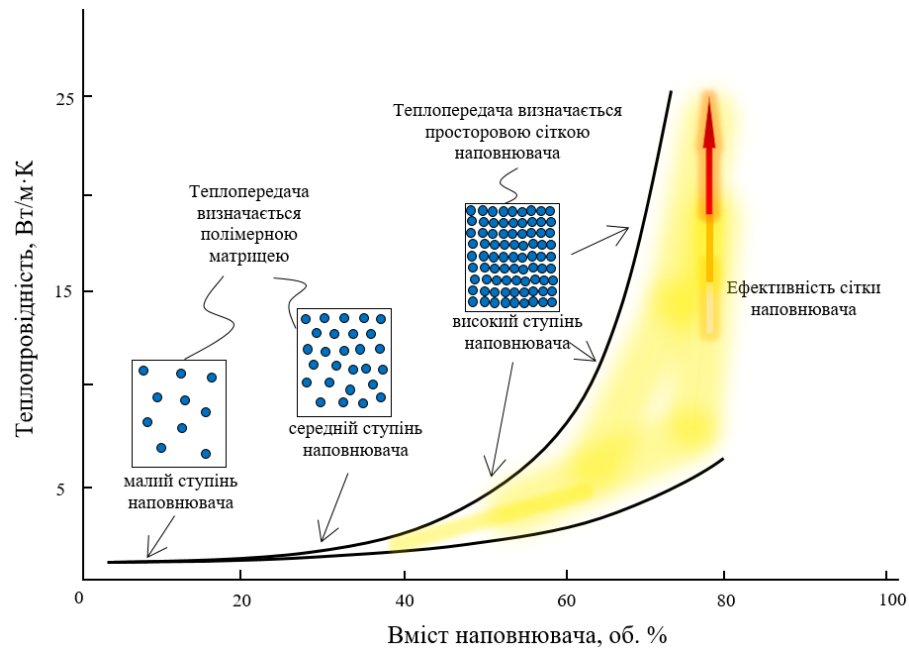 25
Теплопередача визначається
просторовою сіткою
наповнювача
Теплопередача
визначається
полімерною
матрицею
Теплопровідність, Вт/м·К
15
Ефективність сітки
наповнювача
високий ступінь
наповнювача
середній ступінь
наповнювача
малий ступінь
наповнювача
5
0
20
40
60
80
100
Вміст наповнювача, об. %